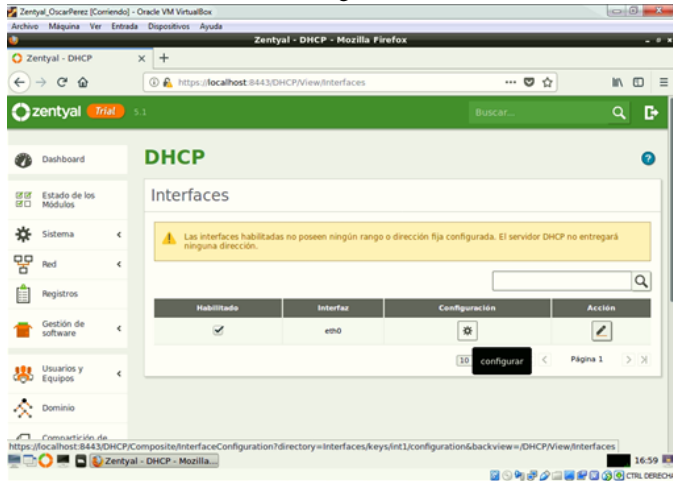 Zentyal_OscarPerez [Corriendo] - Oracle VM VirtualBox
Archivo Máquina Ver Entrada Dispositivos Ayuda
Zentyal - DHCP - Mozilla Firefox
Zentyal - DHCP
https://localhost:8443/DHCP/View/Interfaces
zentyal Trial 5.1
Buscar...
Dashboard
Estado de los
Módulos
Sistema
Red
Registros
Gestión de
software
Usuarios y
Equipos
Dominio
Compartición de
DHCP
Interfaces
Las interfaces habilitadas no poseen ningún rango o dirección fija configurada. El servidor DHCP no entregará
ninguna dirección.
Habilitado Interfaz Configuración Acción
eth0
10 configurar Página 1
https://localhost:8443/DHCP/Composite/InterfaceConfiguration?directory=Interfaces/keys/int1/configuration&backview=/DHCP/View/Interfaces
Zentyal - DHCP - Mozilla...
16:59
CTRL DERECHA